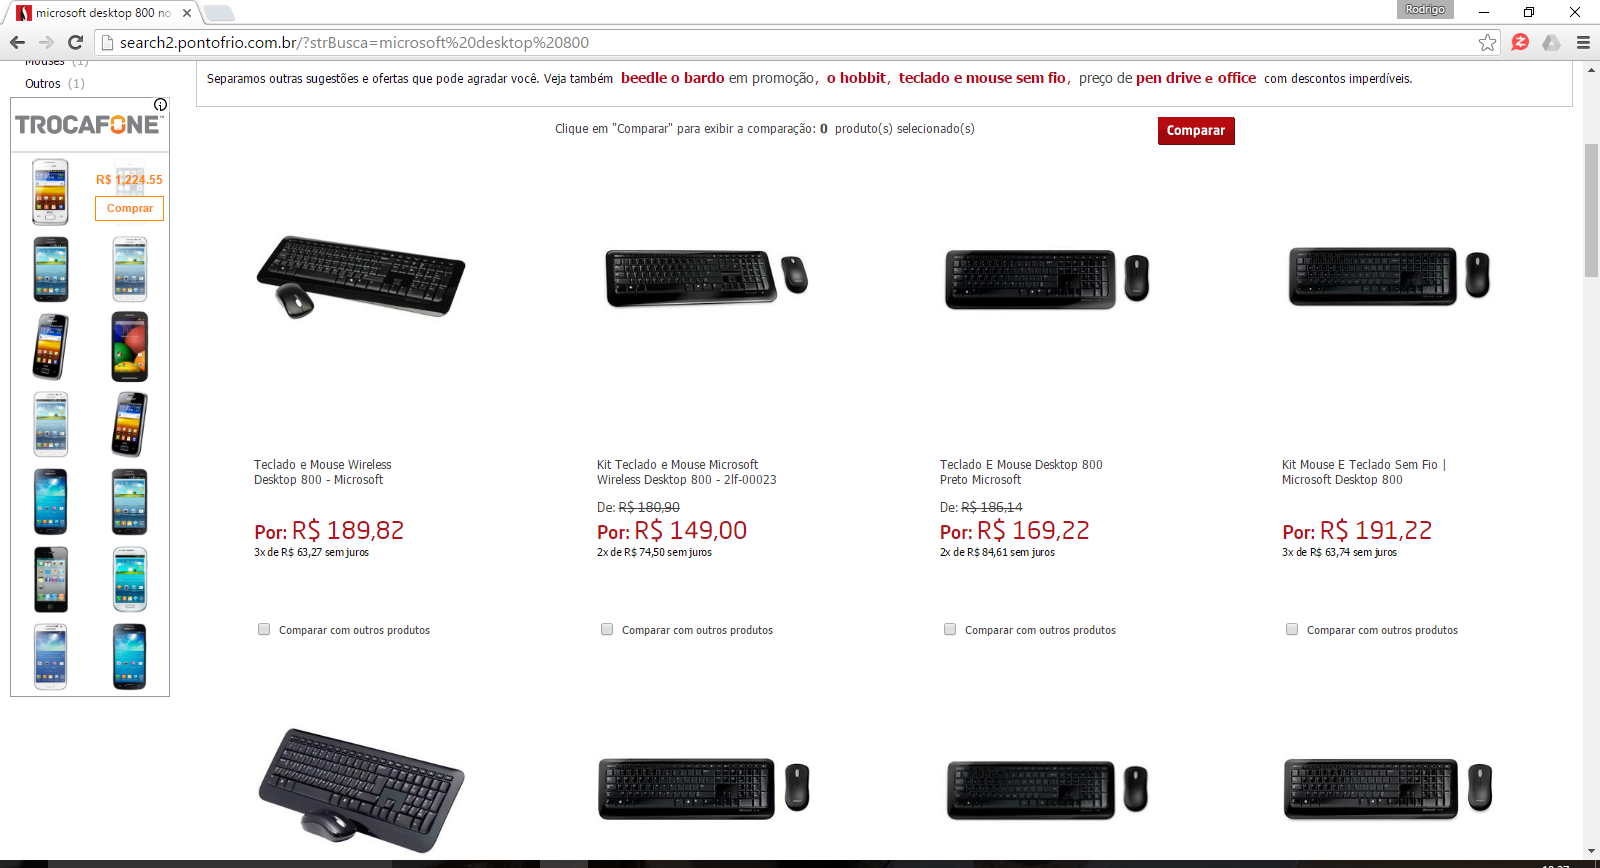 microsoft desktop 800 no
Rodrigo
search2.pontofrio.com.br/?strBusca=microsoft%20desktop%20800
Mouses (1)
Outros (1)
Separamos outras sugestões e ofertas que pode agradar você. Veja também beedle o bardo em promoção, o hobbit, teclado e mouse sem fio, preço de pen drive e office com descontos imperdíveis.
TROCAFONE
R$ 1,224.55
Comprar
Clique em "Comparar" para exibir a comparação: 0 produto(s) selecionado(s)
Comparar
Teclado e Mouse Wireless
Desktop 800 - Microsoft
Por: R$ 189,82
3x de R$ 63,27 sem juros
Comparar com outros produtos
Kit Teclado e Mouse Microsoft
Wireless Desktop 800 - 2lf-00023
De: R$ 180,90
Por: R$ 149,00
2x de R$ 74,50 sem juros
Comparar com outros produtos
Teclado E Mouse Desktop 800
Preto Microsoft
De: R$ 186,14
Por: R$ 169,22
2x de R$ 84,61 sem juros
Comparar com outros produtos
Kit Mouse E Teclado Sem Fio |
Microsoft Desktop 800
Por: R$ 191,22
3x de R$ 63,74 sem juros
Comparar com outros produtos